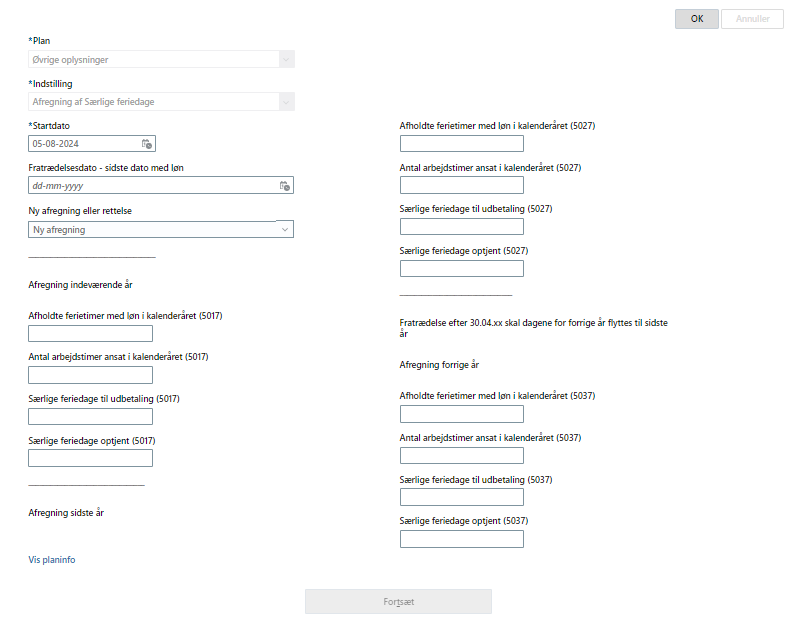 OK
Annuller
*Plan
Øvrige oplysninger
*Indstilling
Afregning af Særlige feriedage
*Startdato
05-08-2024
Fratrædelsesdato - sidste dato med løn
dd-mm-yyyy
Ny afregning eller rettelse
Ny afregning
Afregning indeværende år
Afholdte ferietimer med løn i kalenderåret (5017)
Antal arbejdstimer ansat i kalenderåret (5017)
Særlige feriedage til udbetaling (5017)
Særlige feriedage optjent (5017)
Afregning sidste år
Afholdte ferietimer med løn i kalenderåret (5027)
Antal arbejdstimer ansat i kalenderåret (5027)
Særlige feriedage til udbetaling (5027)
Særlige feriedage optjent (5027)
Fratrædelse efter 30.04.xx skal dagene for forrige år flyttes til sidste
år
Afregning forrige år
Afholdte ferietimer med løn i kalenderåret (5037)
Antal arbejdstimer ansat i kalenderåret (5037)
Særlige feriedage til udbetaling (5037)
Særlige feriedage optjent (5037)
Vis planinfo
Fortsæt